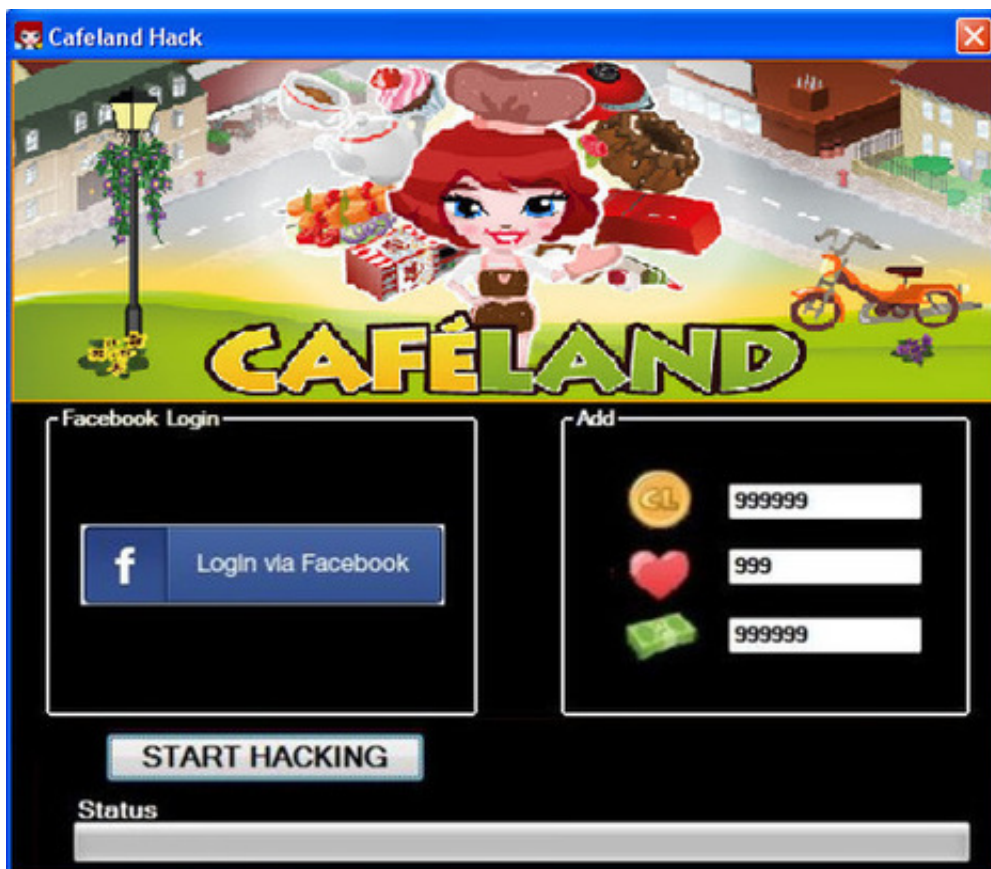 Cafeland Hack
CAFÉLAND
Facebook Login
Add
f
Login via Facebook
CL
999999
999
999999
START HACKING
Status